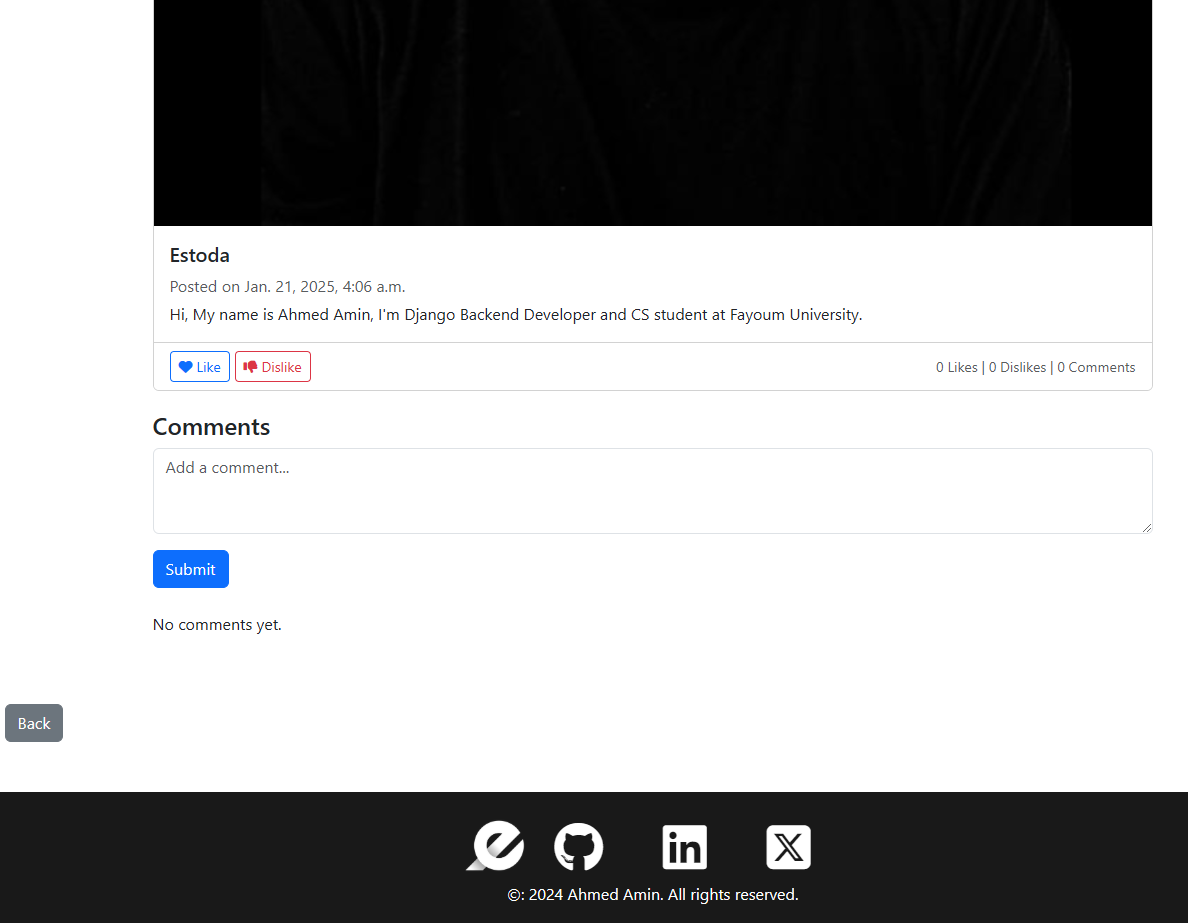 Estoda
Posted on Jan. 21, 2025, 4:06 a.m.
Hi, My name is Ahmed Amin, I'm Django Backend Developer and CS student at Fayoum University.
Like Dislike 0 Likes | 0 Dislikes | 0 Comments
Comments
Add a comment...
Submit
No comments yet.
Back
in X
©: 2024 Ahmed Amin. All rights reserved.